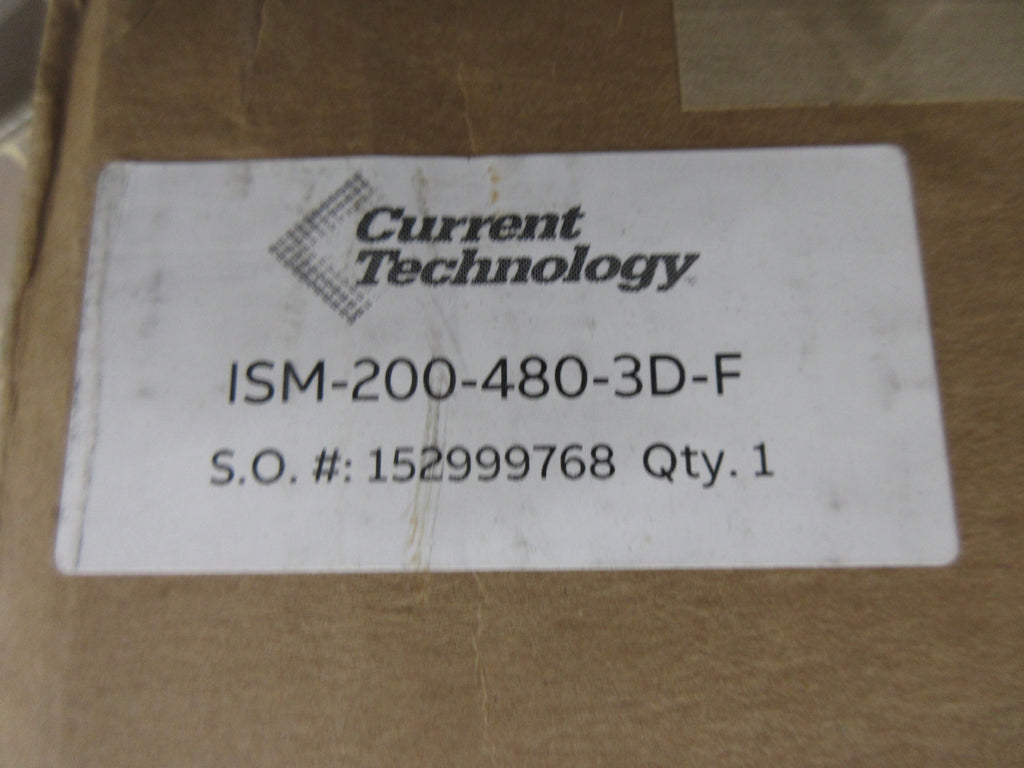 Current
Technology
ISM-200-480-3D-F
S.O. #: 152999768 Qty. 1